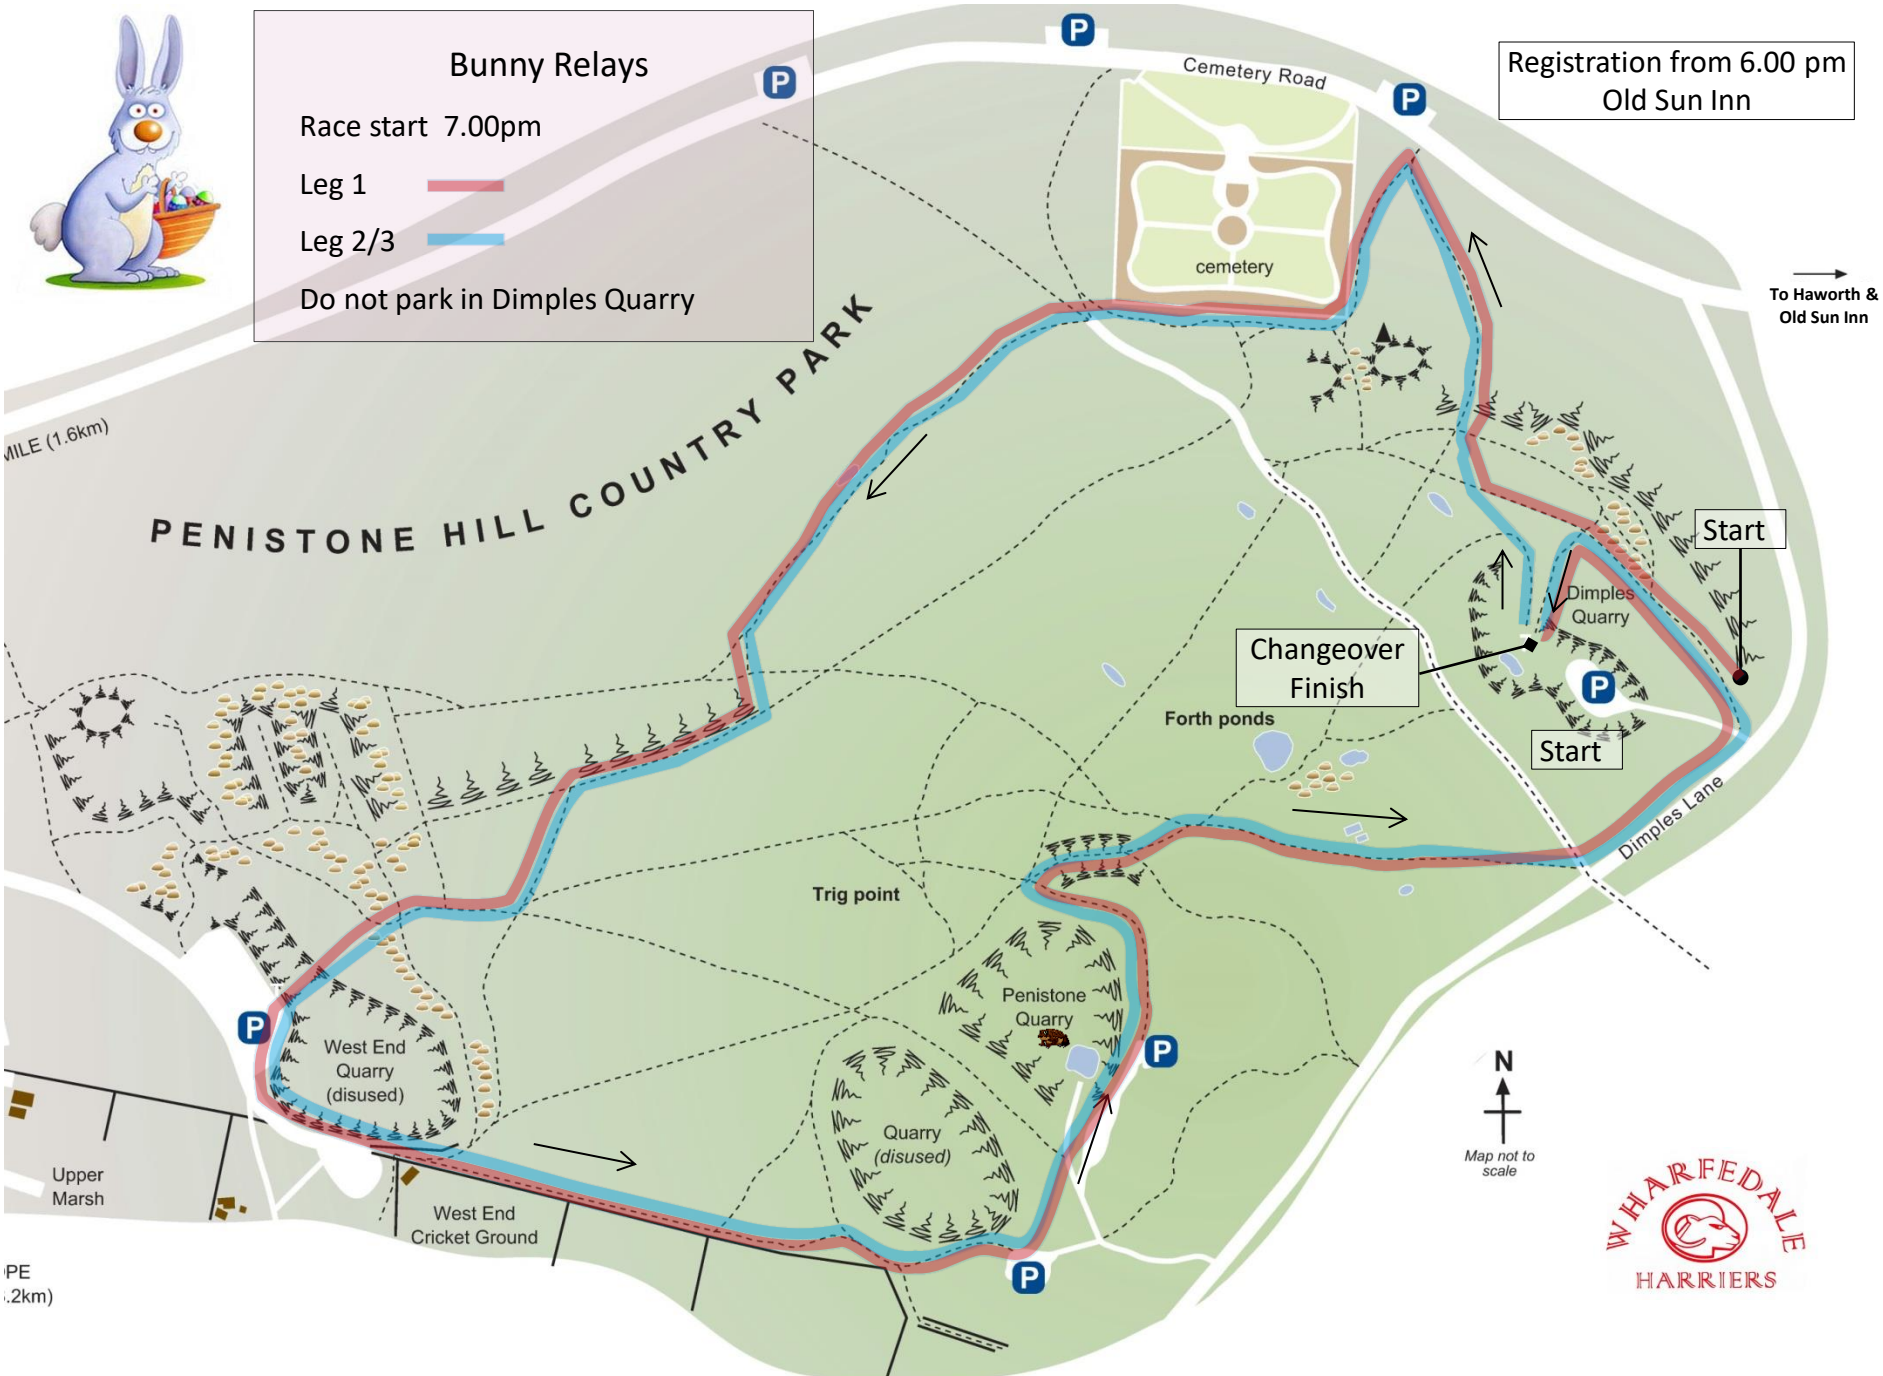 Bunny Relays
Race start 7.00pm
Leg 1
Leg 2/3
Do not park in Dimples Quarry
P
P
P
Cemetery Road
Registration from 6.00 pm
Old Sun Inn
cemetery
To Haworth &
Old Sun Inn
MILE (1.6km)
PENISTONE HILL COUNTRY PARK
Start
Dimples
Quarry
Changeover
Finish
P
Start
Forth ponds
Dimples Lane
Trig point
Penistone
Quarry
P
West End
Quarry
(disused)
P
Quarry
(disused)
N
Map not to
scale
Upper
Marsh
West End
Cricket Ground
P
PE
.2km)
WHARFEDALE
HARRIERS